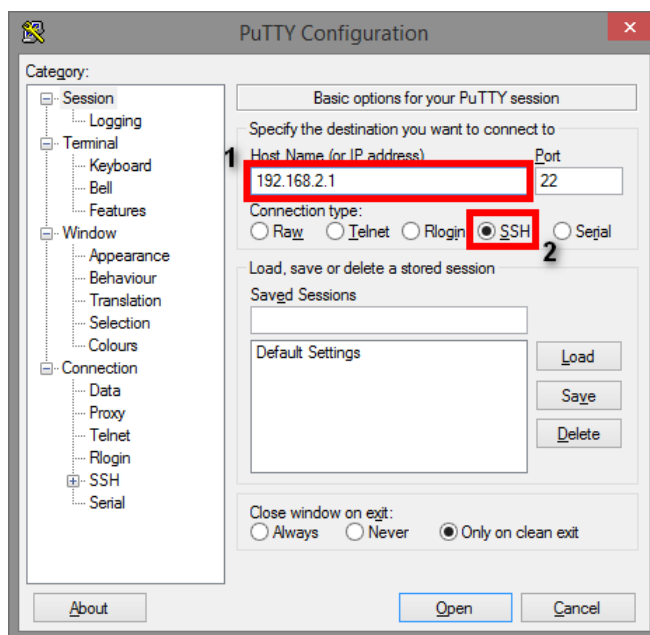 PuTTY Configuration
Category:
Session
Logging
Terminal
Keyboard
Bell
Features
Window
Appearance
Behaviour
Translation
Selection
Colours
Connection
Data
Proxy
Telnet
Rlogin
SSH
Serial
Basic options for your PuTTY session
Specify the destination you want to connect to
1 Host Name (or IP address) Port
192.168.2.1 22
Connection type:
Raw Telnet Rlogin SSH Serial
2
Load, save or delete a stored session
Saved Sessions
Default Settings
Load
Save
Delete
Close window on exit:
Always Never Only on clean exit
About Open Cancel